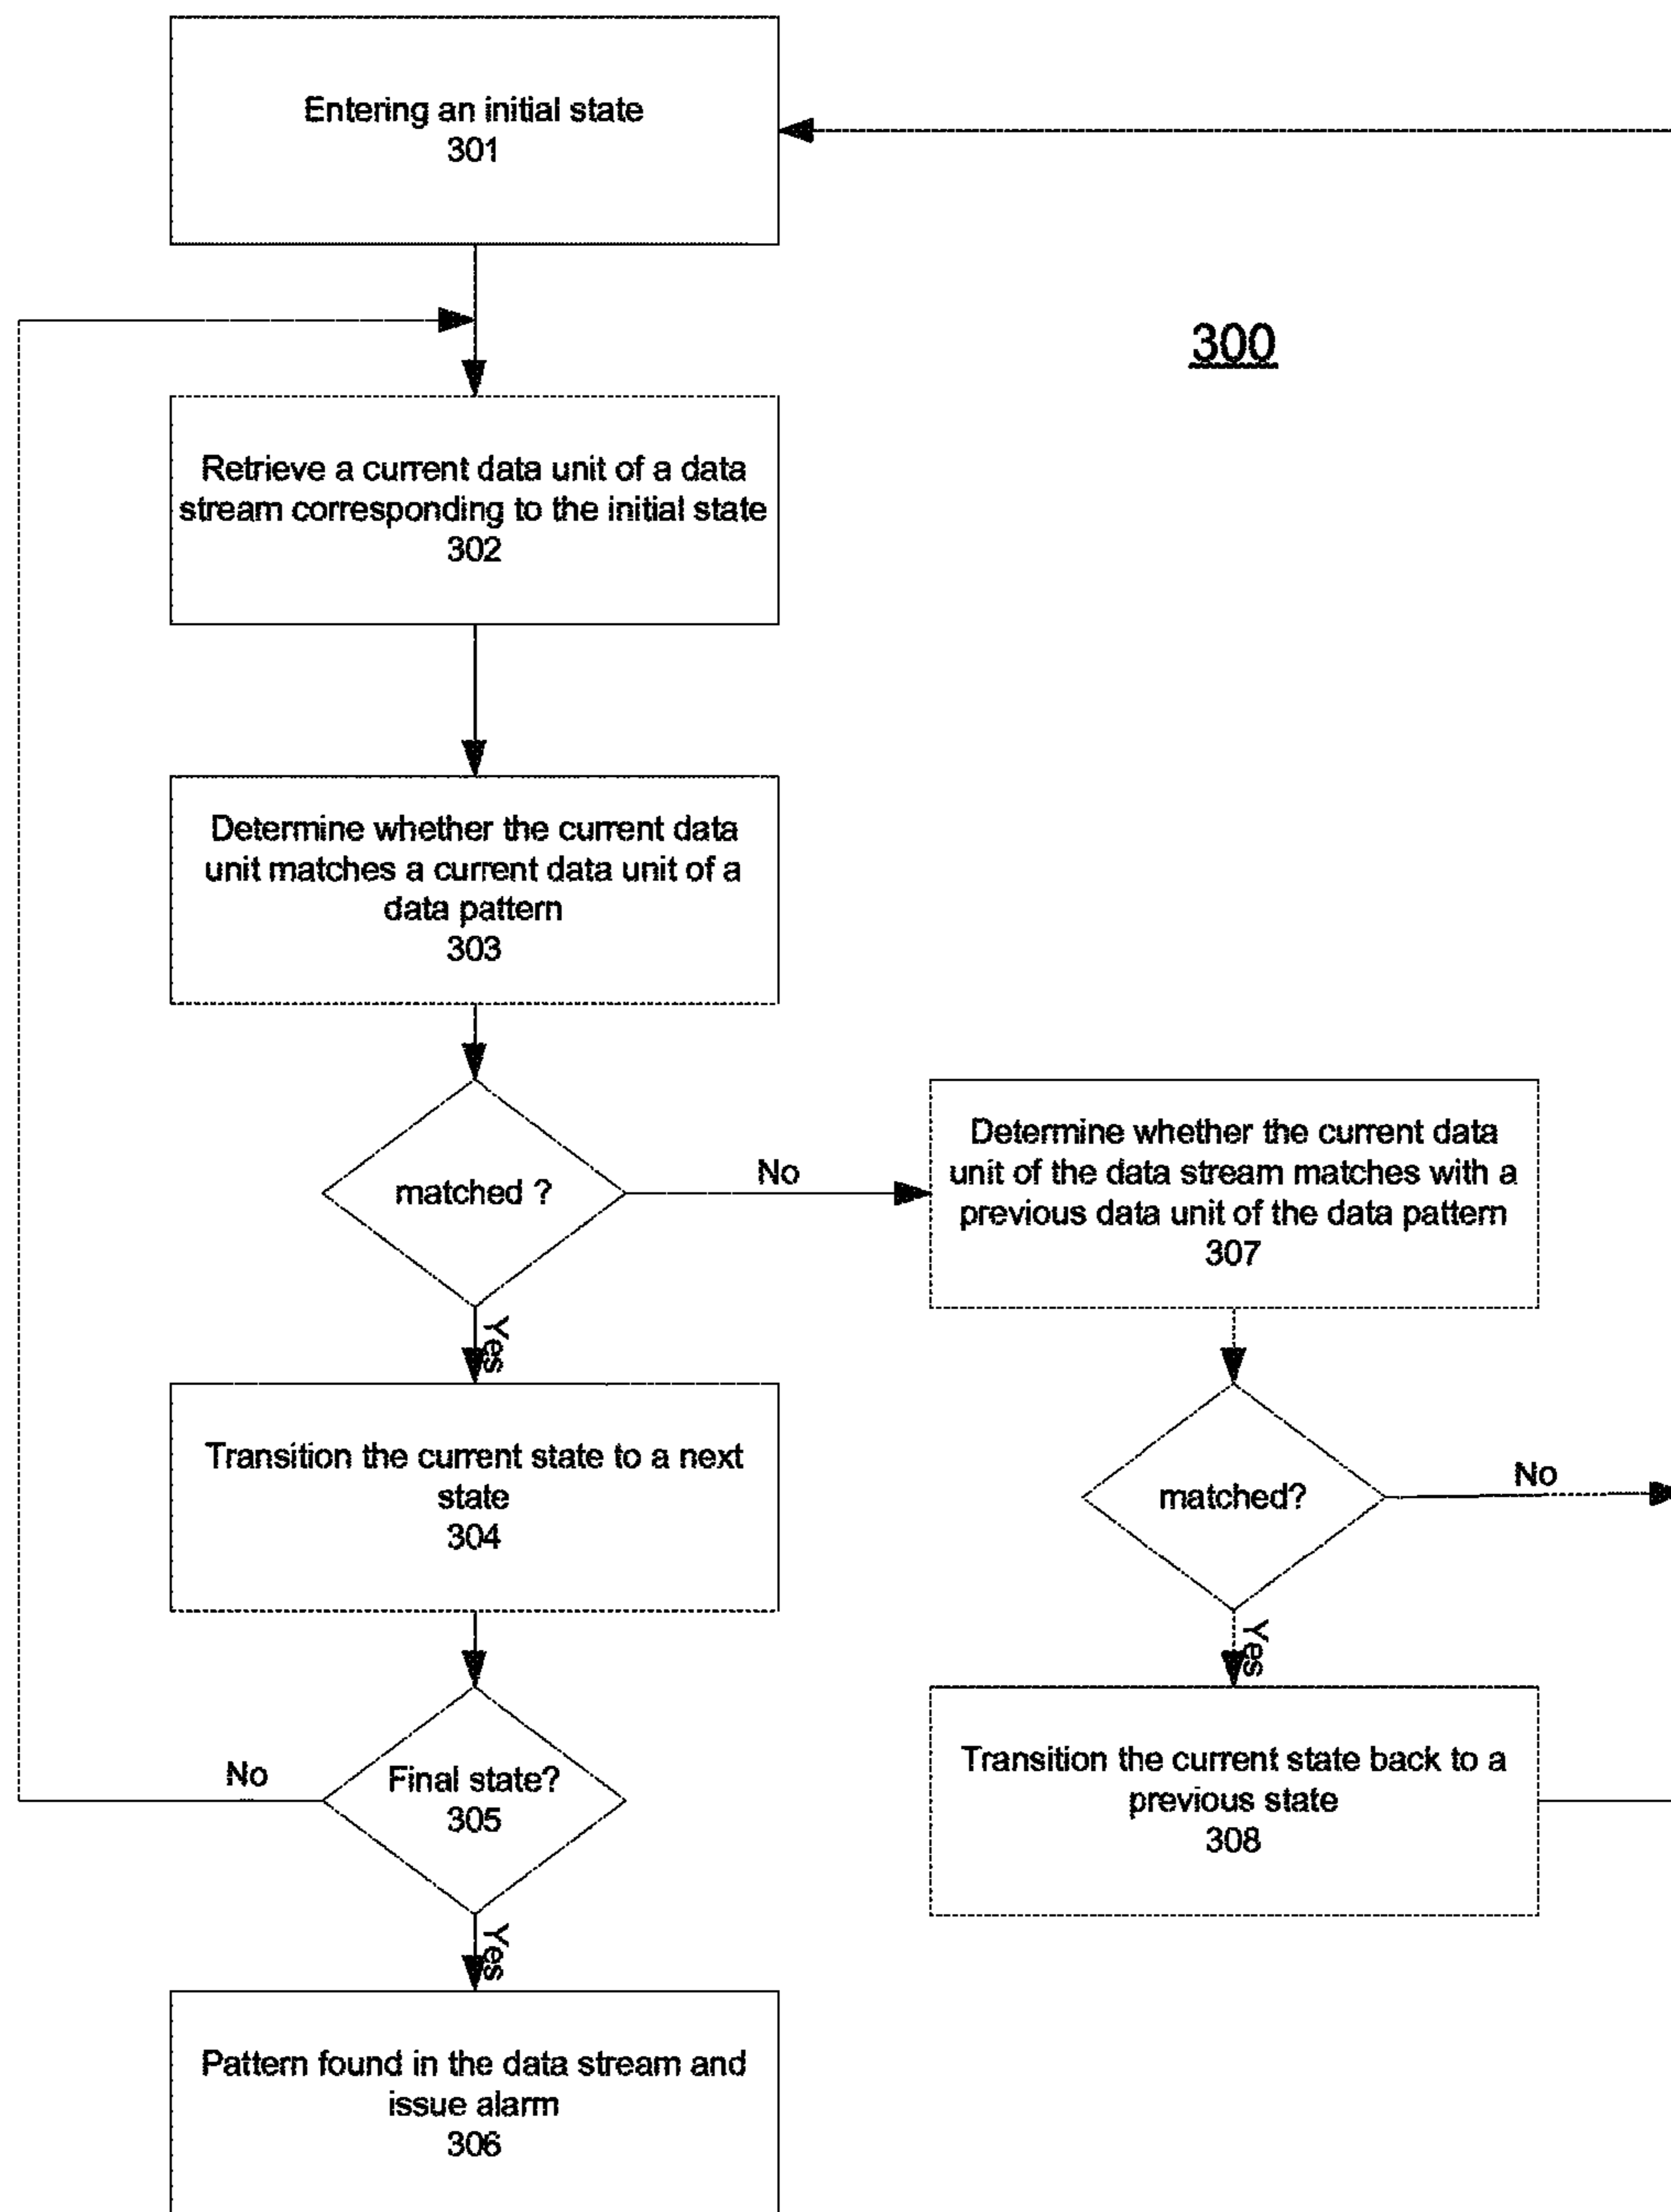 Entering an initial state
301
300
Retrieve a current data unit of a data
stream corresponding to the initial state
302
Determine whether the current data
unit matches a current data unit of a
data pattern
303
matched ?
No
Determine whether the current data
unit of the data stream matches with a
previous data unit of the data pattern
307
Yes
Transition the current state to a next
state
304
matched?
No
Yes
Final state?
305
No
Transition the current state back to a
previous state
308
Yes
Pattern found in the data stream and
issue alarm
306